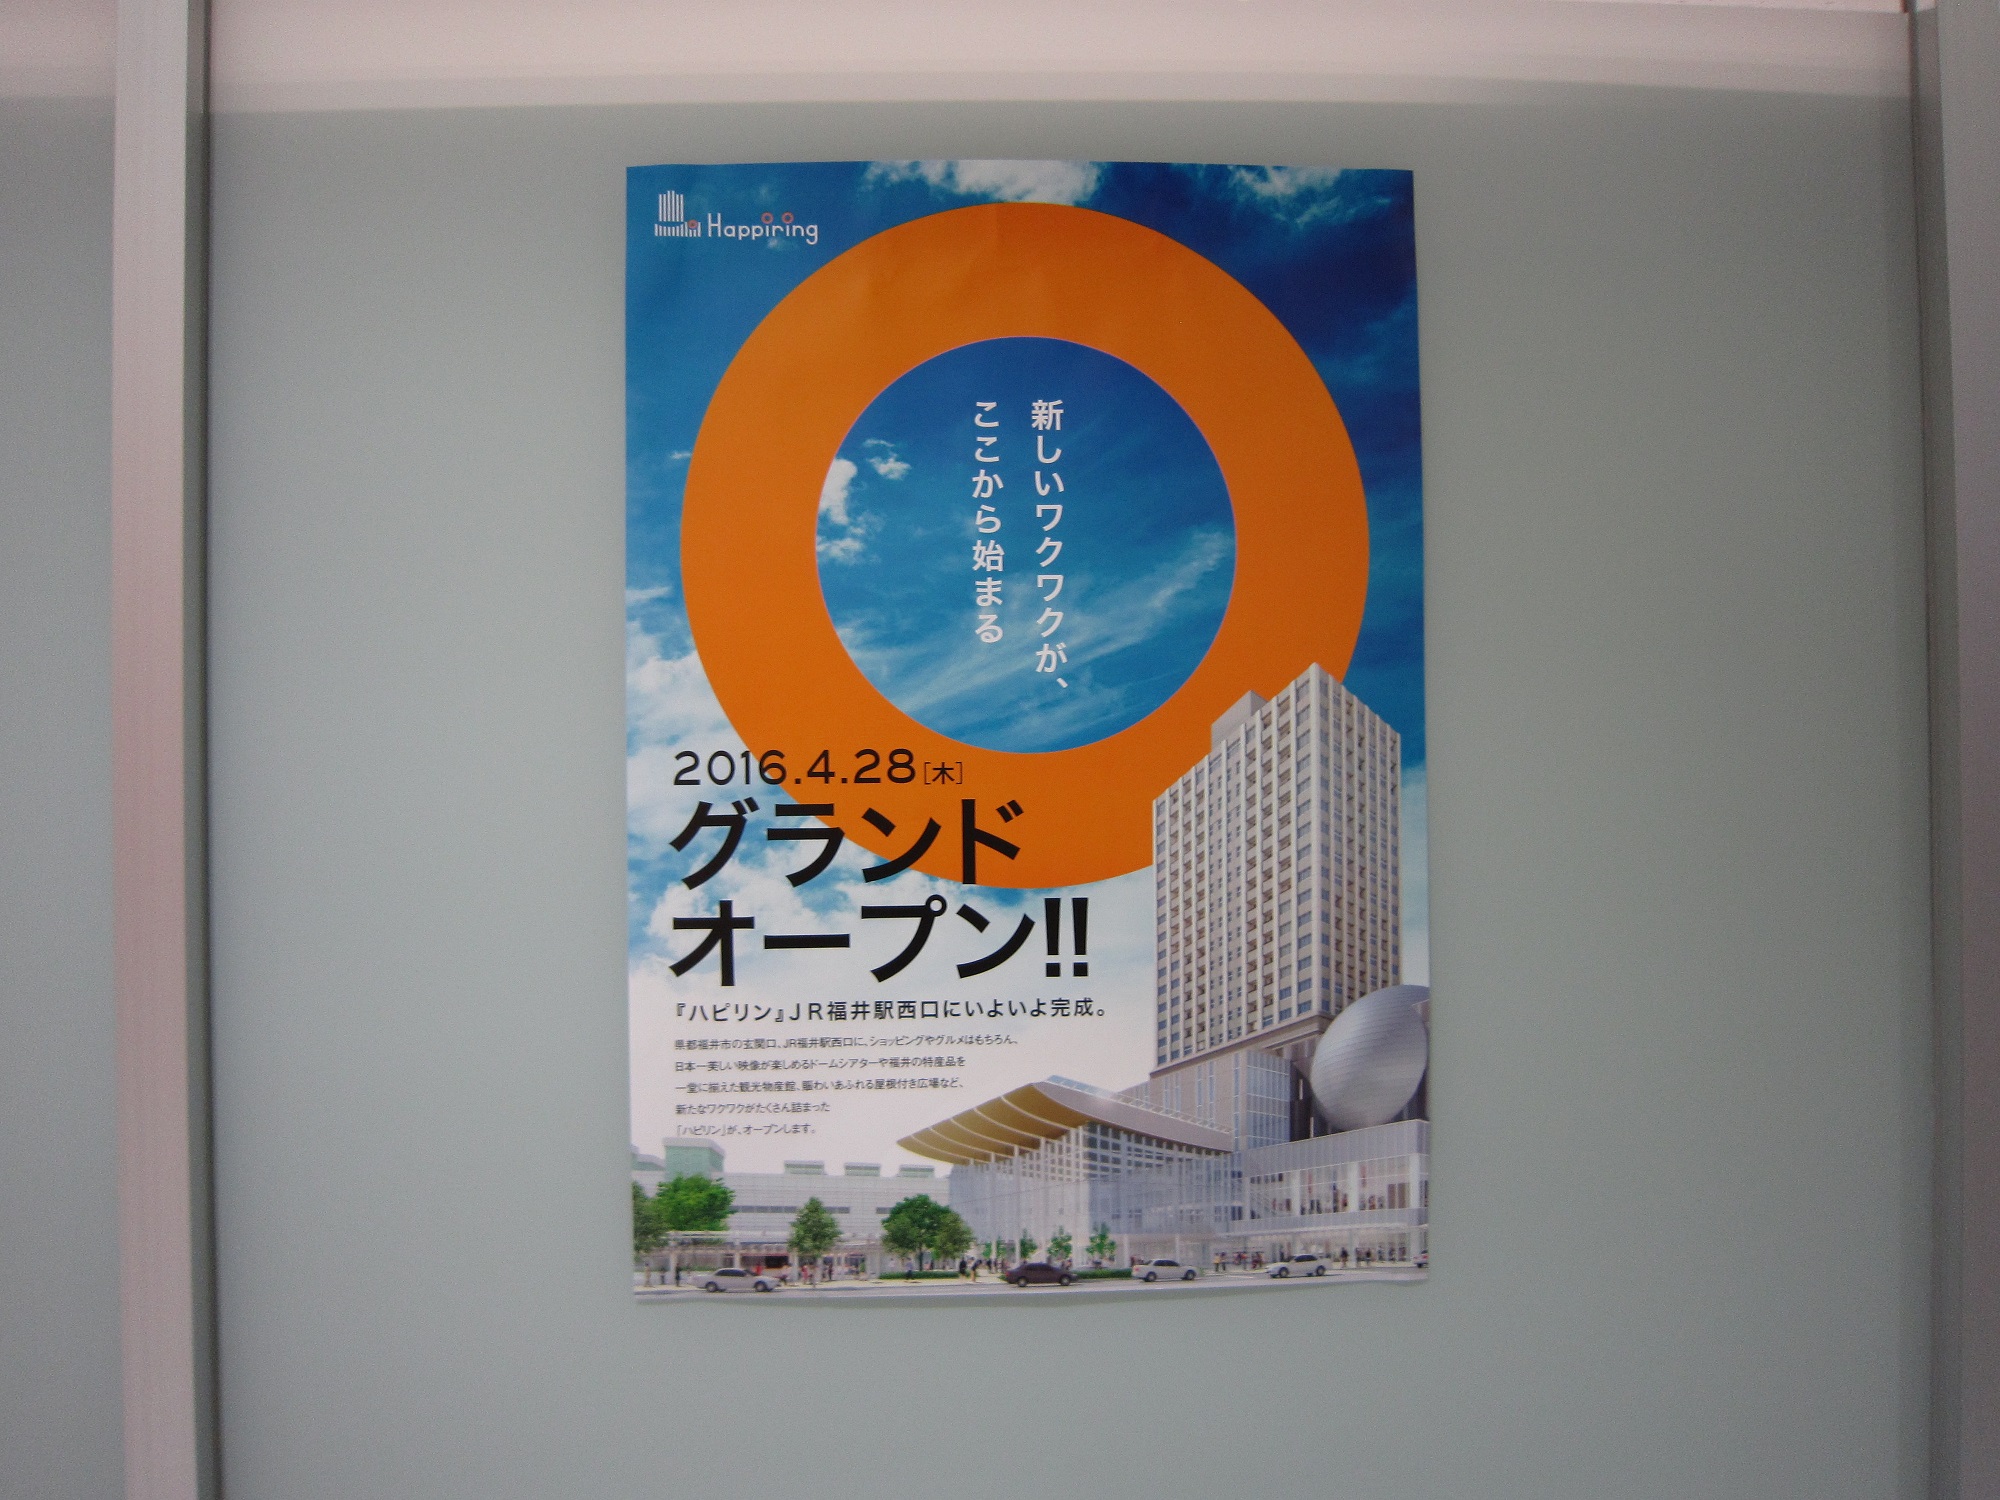 Happiring
新しいワクワクが、
ここから始まる
2016.4.28[木]
グランド
オープン!!
『ハピリン』JR福井駅西口にいよいよ完成。
県都福井市の玄関口、JR福井駅西口に、ショッピングやグルメはもちろん、
日本一美しい映像が楽しめるドームシアターや福井の特産品を
一堂に揃えた観光物産館、賑わいあふれる屋根付き広場など、
新たなワクワクがたくさん詰まった
「ハピリン」が、オープンします。